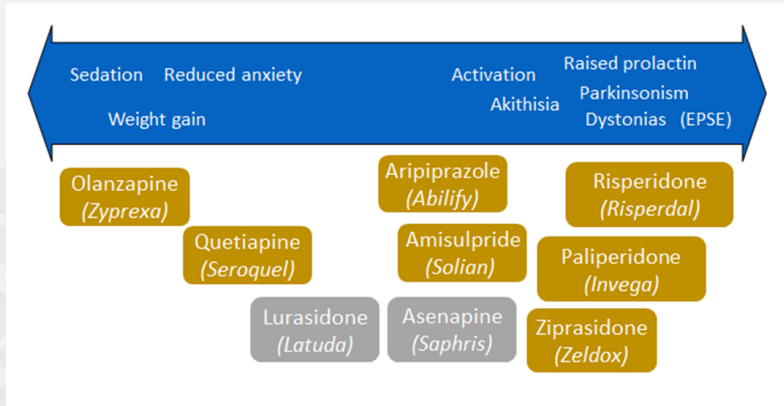 Sedation Reduced anxiety
Weight gain
Activation
Akithisia
Raised prolactin
Parkinsonism
Dystonias (EPSE)
Olanzapine
(Zyprexa)
Quetiapine
(Seroquel)
Lurasidone
(Latuda)
Aripiprazole
(Abilify)
Amisulpride
(Solian)
Asenapine
(Saphris)
Risperidone
(Risperdal)
Paliperidone
(Invega)
Ziprasidone
(Zeldox)